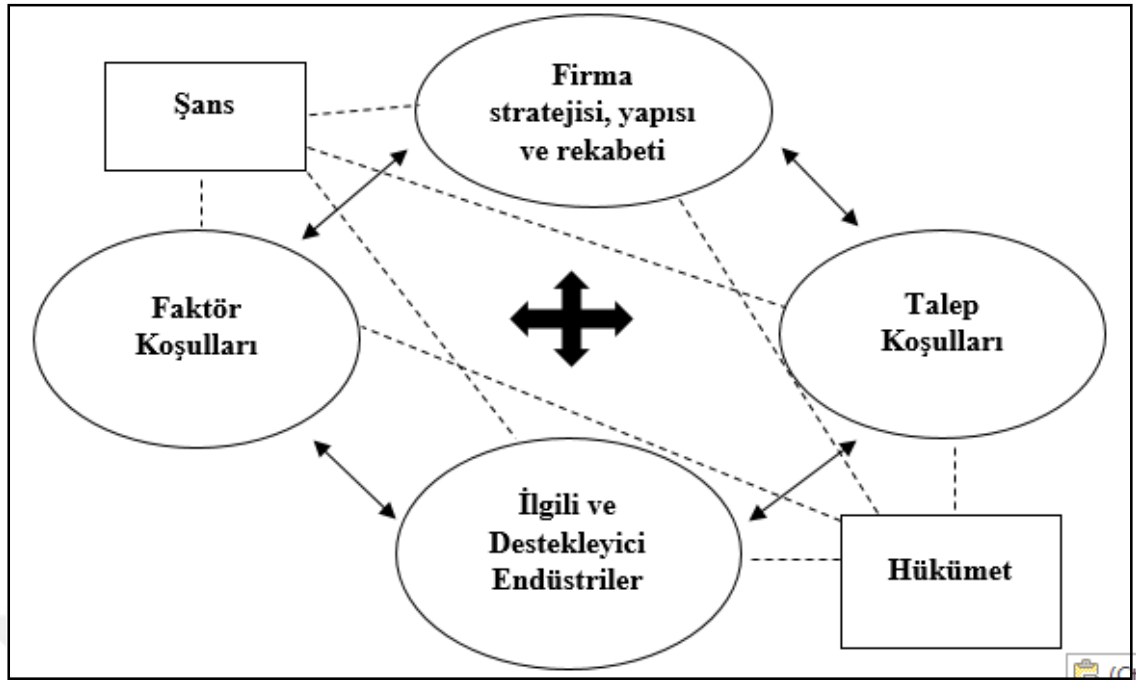 Şans
Firma
stratejisi, yapısı
ve rekabeti
Faktör
Koşulları
Talep
Koşulları
İlgili ve
Destekleyici
Endüstriler
Hükümet